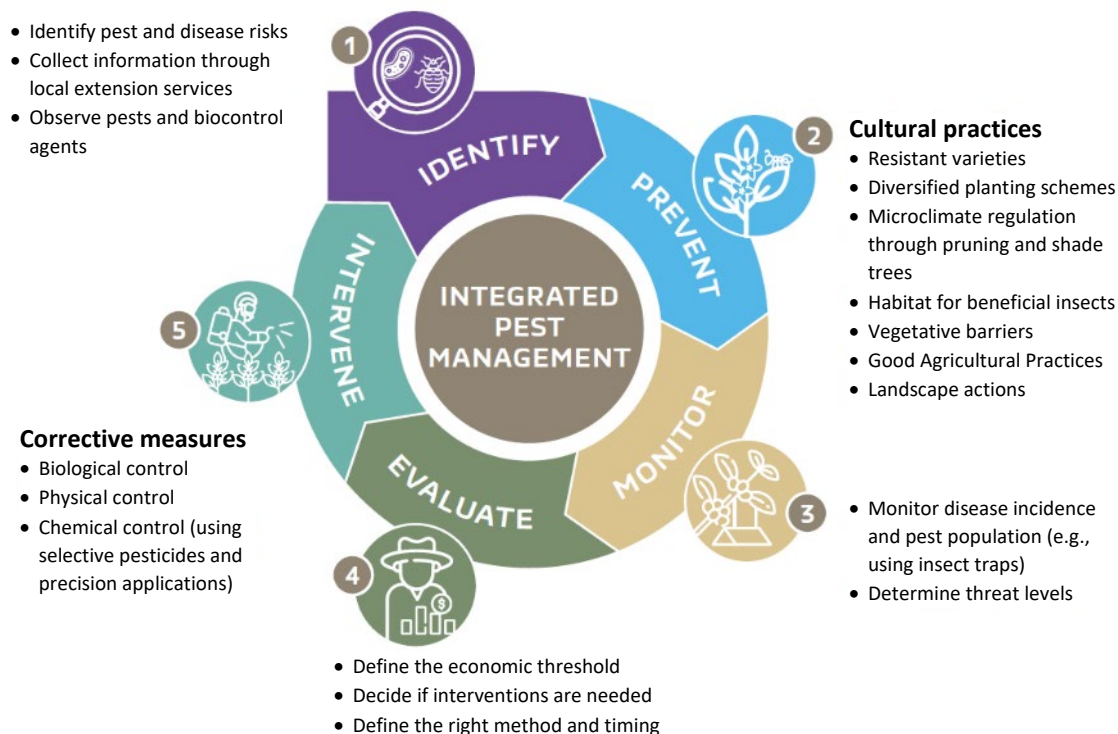 • Identify pest and disease risks
• Collect information through
local extension services
• Observe pests and biocontrol
agents
1
IDENTIFY
2
PREVENT
Cultural practices
• Resistant varieties
• Diversified planting schemes
• Microclimate regulation
through pruning and shade
trees
• Habitat for beneficial insects
• Vegetative barriers
• Good Agricultural Practices
• Landscape actions
INTEGRATED
PEST
MANAGEMENT
MONITOR
3
• Monitor disease incidence
and pest population (e.g.,
using insect traps)
• Determine threat levels
EVALUATE
4
$
• Define the economic threshold
• Decide if interventions are needed
• Define the right method and timing
INTERVENE
5
Corrective measures
• Biological control
• Physical control
• Chemical control (using
selective pesticides and
precision applications)